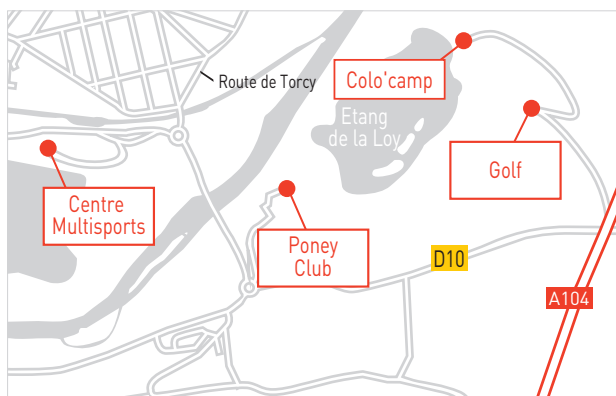 Route de Torcy
Colo'camp
Etang
de la Loy
Golf
Centre
Multisports
Poney
Club
D10
A104